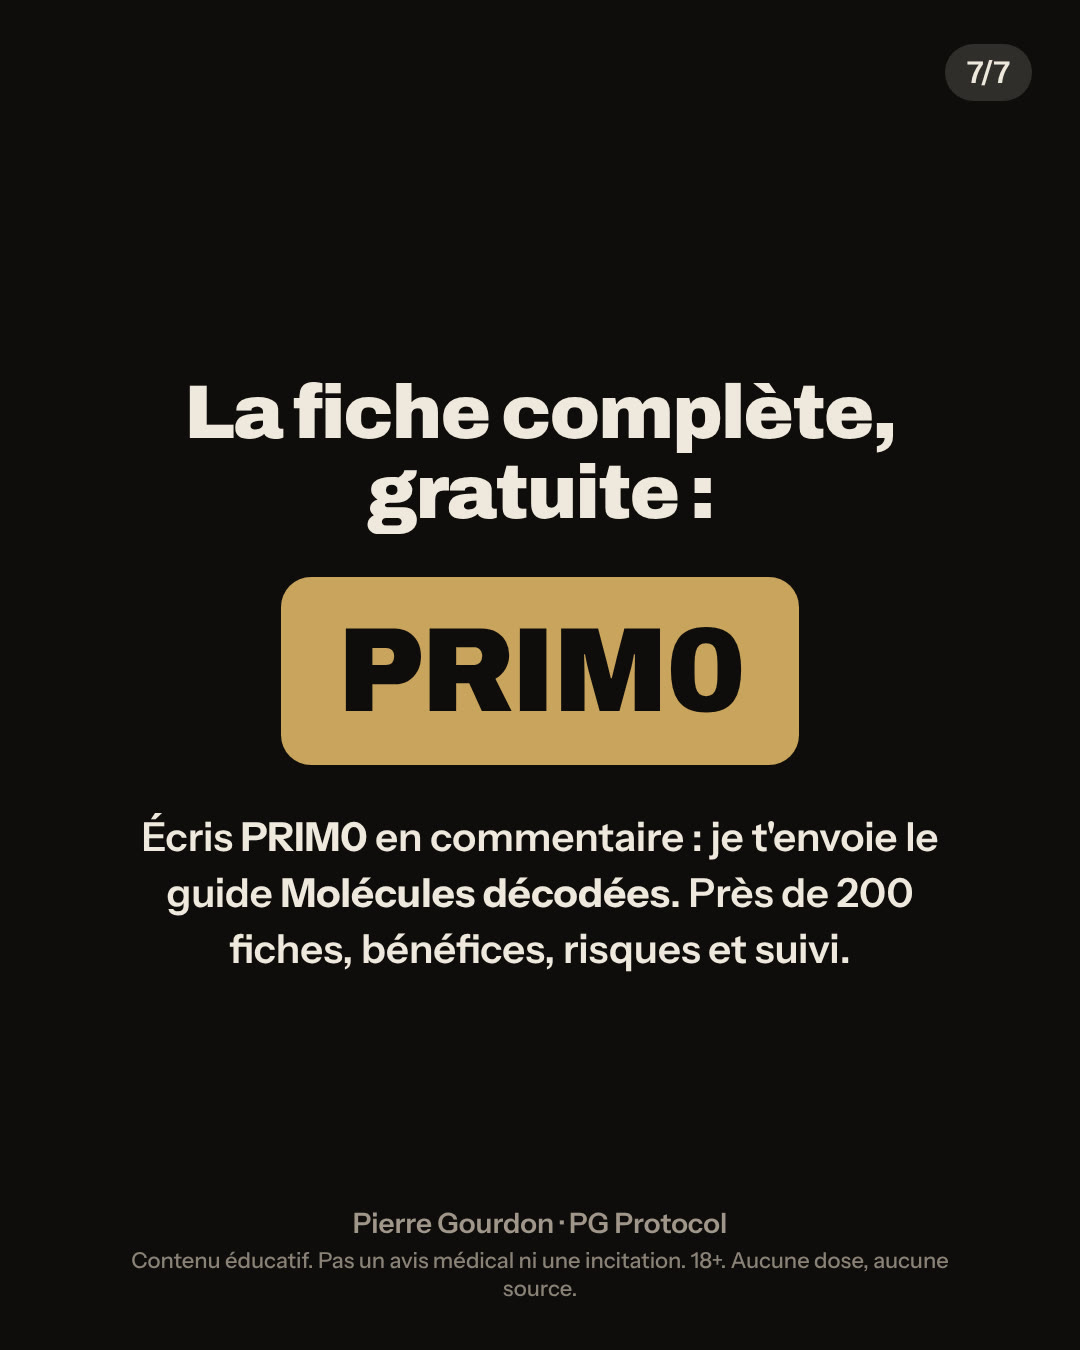 7/7
La fiche complète,
gratuite :
PRIM0
Écris PRIM0 en commentaire : je t'envoie le
guide Molécules décodées. Près de 200
fiches, bénéfices, risques et suivi.
Pierre Gourdon · PG Protocol
Contenu éducatif. Pas un avis médical ni une incitation. 18+. Aucune dose, aucune
source.